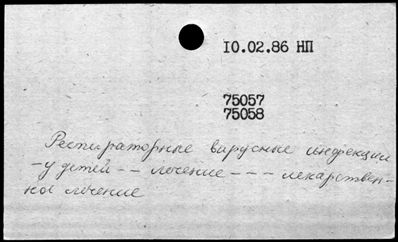 10.02.86 НП
75057
75058
Респираторные вирусные инфекции
-у детей -- лечение --- лекарствен-
ное лечение